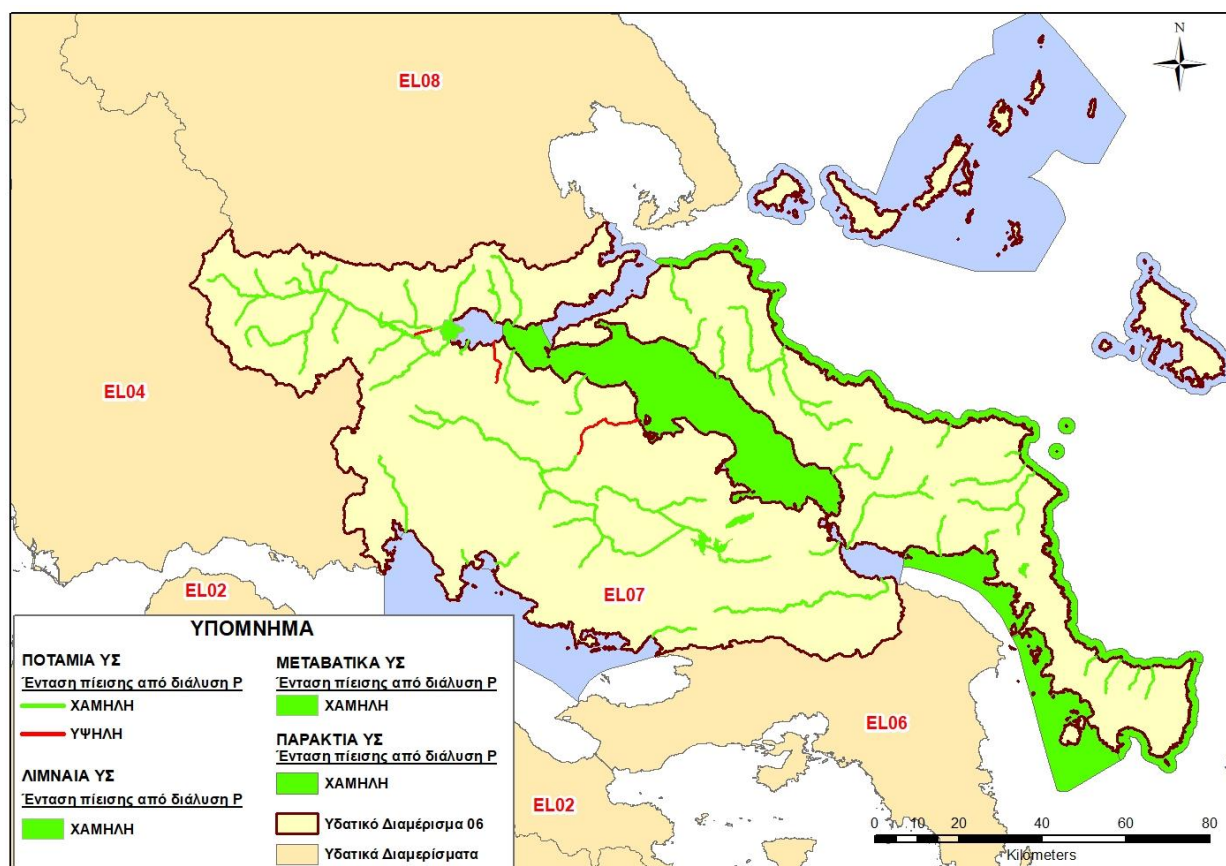 N
EL08
EL04
EL02
EL07
EL06
EL02
ΥΠΟΜΝΗΜΑ
ΠΟΤΑΜΙΑ ΥΣ
Ένταση πίεισης από διάλυση P
ΧΑΜΗΛΗ
ΥΨΗΛΗ
ΛΙΜΝΑΙΑ ΥΣ
Ένταση πίεισης από διάλυση P
ΧΑΜΗΛΗ
ΜΕΤΑΒΑΤΙΚΑ ΥΣ
Ένταση πίεισης από διάλυση P
ΧΑΜΗΛΗ
ΠΑΡΑΚΤΙΑ ΥΣ
Ένταση πίεισης από διάλυση P
ΧΑΜΗΛΗ
Υδατικό Διαμέρισμα 06
Υδατικά Διαμερίσματα
0 10 20 40 60 80
Kilometers